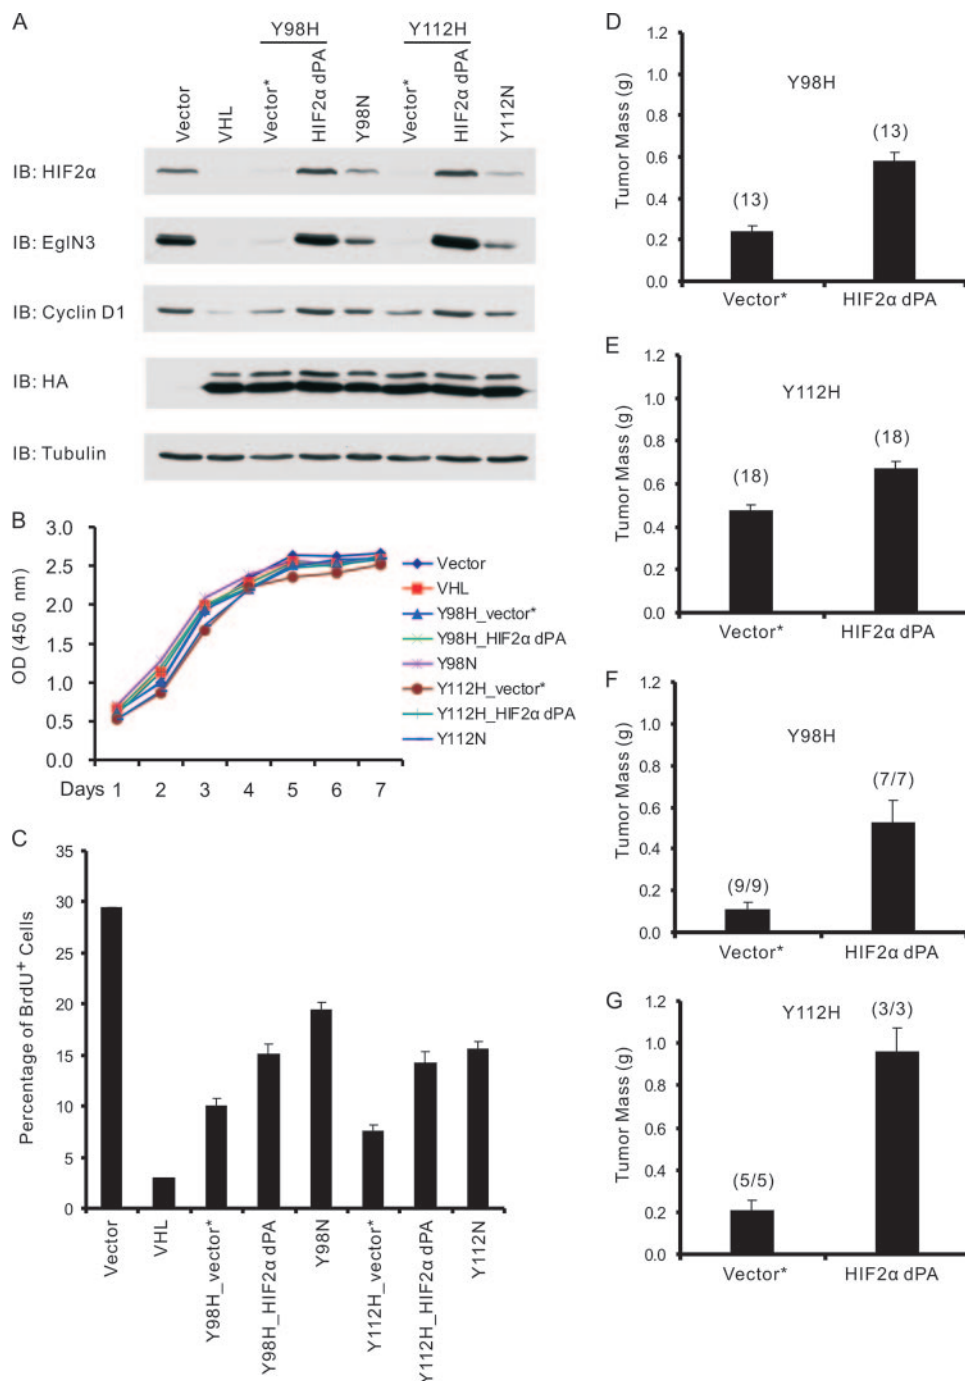 A
Y98H
Y112H
Vector
VHL
Vector*
HIF2α dPA
Y98N
Vector*
HIF2α dPA
Y112N
IB: HIF2α
IB: EglN3
IB: Cyclin D1
IB: HA
IB: Tubulin
B
3.0
2.5
2.0
1.5
1.0
0.5
0.0
OD (450 nm)
Days 1 2 3 4 5 6 7
Vector
VHL
Y98H_vector*
Y98H_HIF2α dPA
Y98N
Y112H_vector*
Y112H_HIF2α dPA
Y112N
C
35
30
25
20
15
10
5
0
Percentage of BrdU+ Cells
Vector
VHL
Y98H_vector*
Y98H_HIF2α dPA
Y98N
Y112H_vector*
Y112H_HIF2α dPA
Y112N
D
Y98H
1.2
1.0
0.8
0.6
0.4
0.2
0.0
Tumor Mass (g)
(13)
(13)
Vector* HIF2α dPA
E
Y112H
1.2
1.0
0.8
0.6
0.4
0.2
0.0
Tumor Mass (g)
(18)
(18)
Vector* HIF2α dPA
F
Y98H
1.2
1.0
0.8
0.6
0.4
0.2
0.0
Tumor Mass (g)
(9/9)
(7/7)
Vector* HIF2α dPA
G
Y112H
1.2
1.0
0.8
0.6
0.4
0.2
0.0
Tumor Mass (g)
(5/5)
(3/3)
Vector* HIF2α dPA